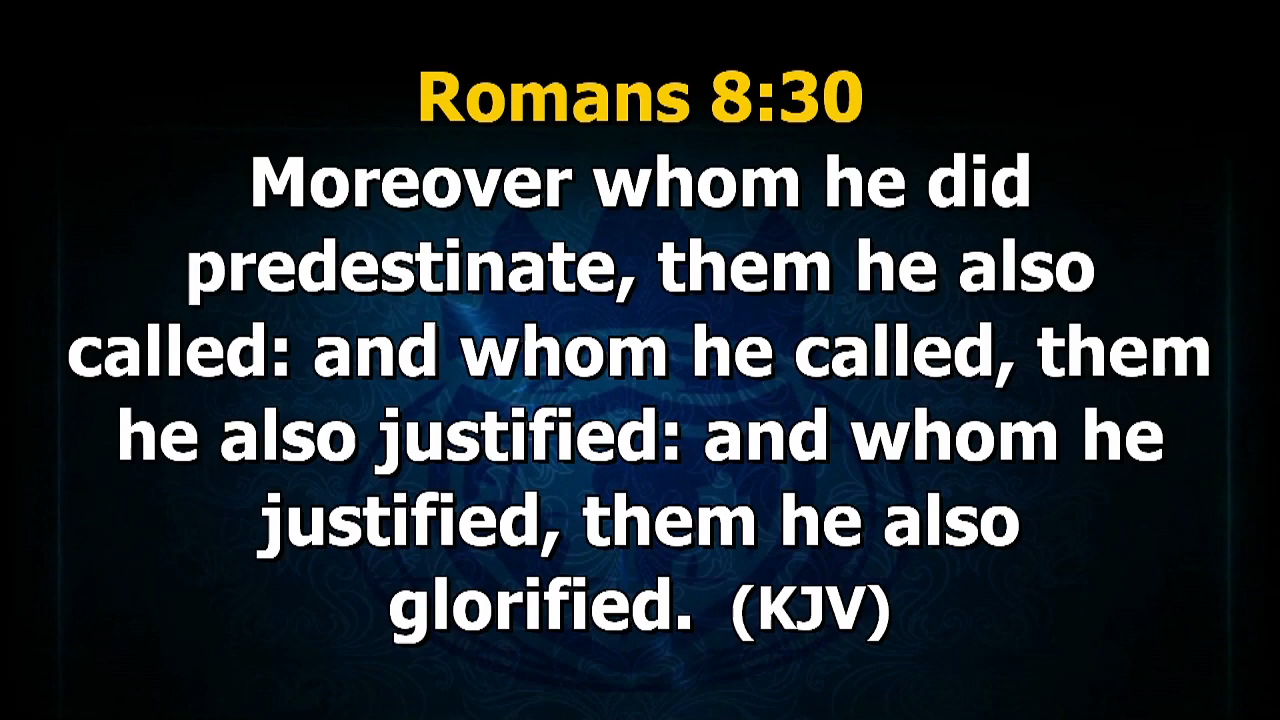 Romans 8:30
Moreover whom he did
predestinate, them he also
called: and whom he called, them
he also justified: and whom he
justified, them he also
glorified. (KJV)